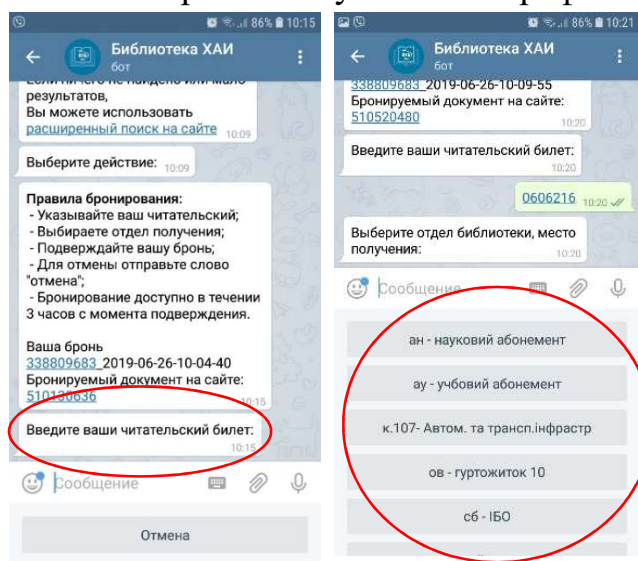 86% 10:15
Библиотека ХАИ
бот
результатов,
Вы можете использовать
расширенный поиск на сайте 10:09
Выберите действие: 10:09
Правила бронирования:
- Указывайте ваш читательский;
- Выбираете отдел получения;
- Подверждайте вашу бронь;
- Для отмены отправьте слово
"отмена";
- Бронирование доступно в течении
3 часов с момента подверждения.
Ваша бронь
338809683_2019-06-26-10-04-40
Бронируемый документ на сайте:
510130636 10:15
Введите ваши читательский билет:
10:15
Сообщение
Отмена
86% 10:21
Библиотека ХАИ
бот
338809683_2019-06-26-10-09-55
Бронируемый документ на сайте:
510520480 10:20
Введите ваши читательский билет:
10:20
0606216 10:20
Выберите отдел библиотеки, место
получения: 10:20
Сообщение
ан - науковий абонемент
ау - учбовий абонемент
к.107- Автом. та трансп.інфрастр
ов - гуртожиток 10
сб - ІБО